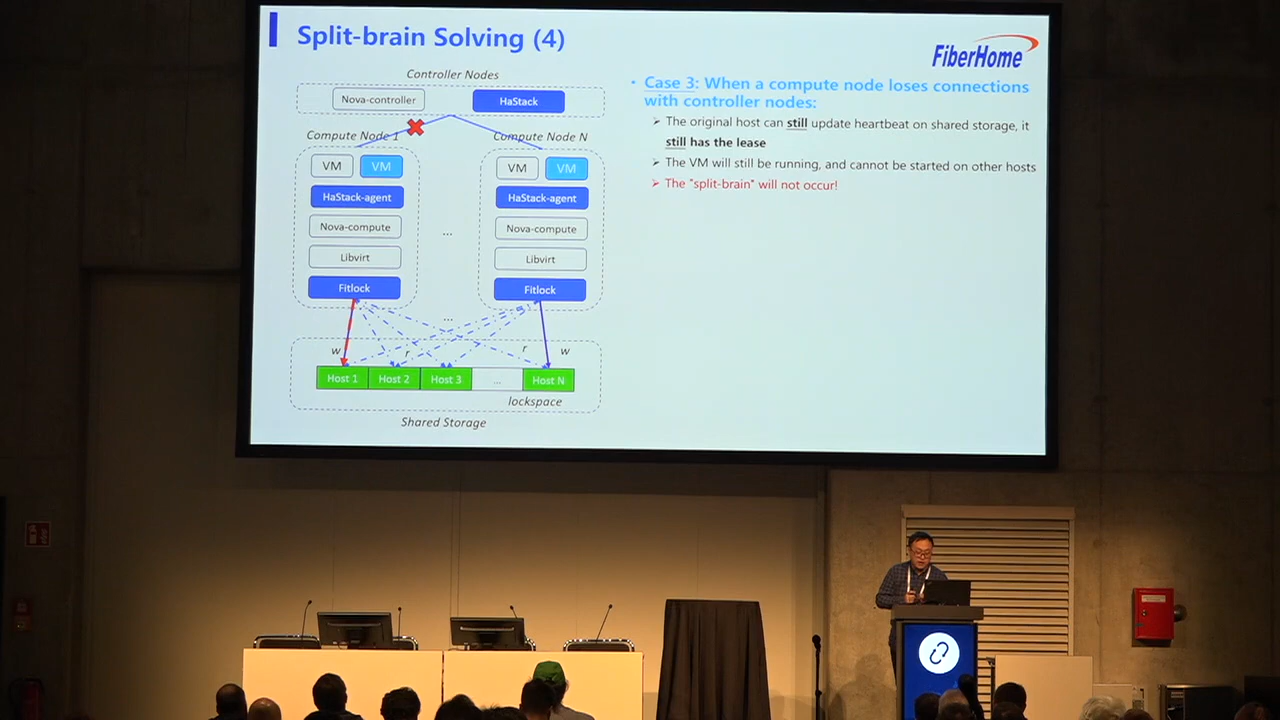 Split-brain Solving (4)
FiberHome
Controller Nodes
Nova-controller
HaStack
Compute Node 1
Compute Node N
VM
VM
VM
VM
HaStack-agent
HaStack-agent
Nova-compute
...
Nova-compute
Libvirt
Libvirt
Fitlock
Fitlock
...
w
r
r
w
Host 1
Host 2
Host 3
...
Host N
lockspace
Shared Storage
• Case 3: When a compute node loses connections
with controller nodes:
➢ The original host can still update heartbeat on shared storage, it
still has the lease
➢ The VM will still be running, and cannot be started on other hosts
➢ The "split-brain" will not occur!